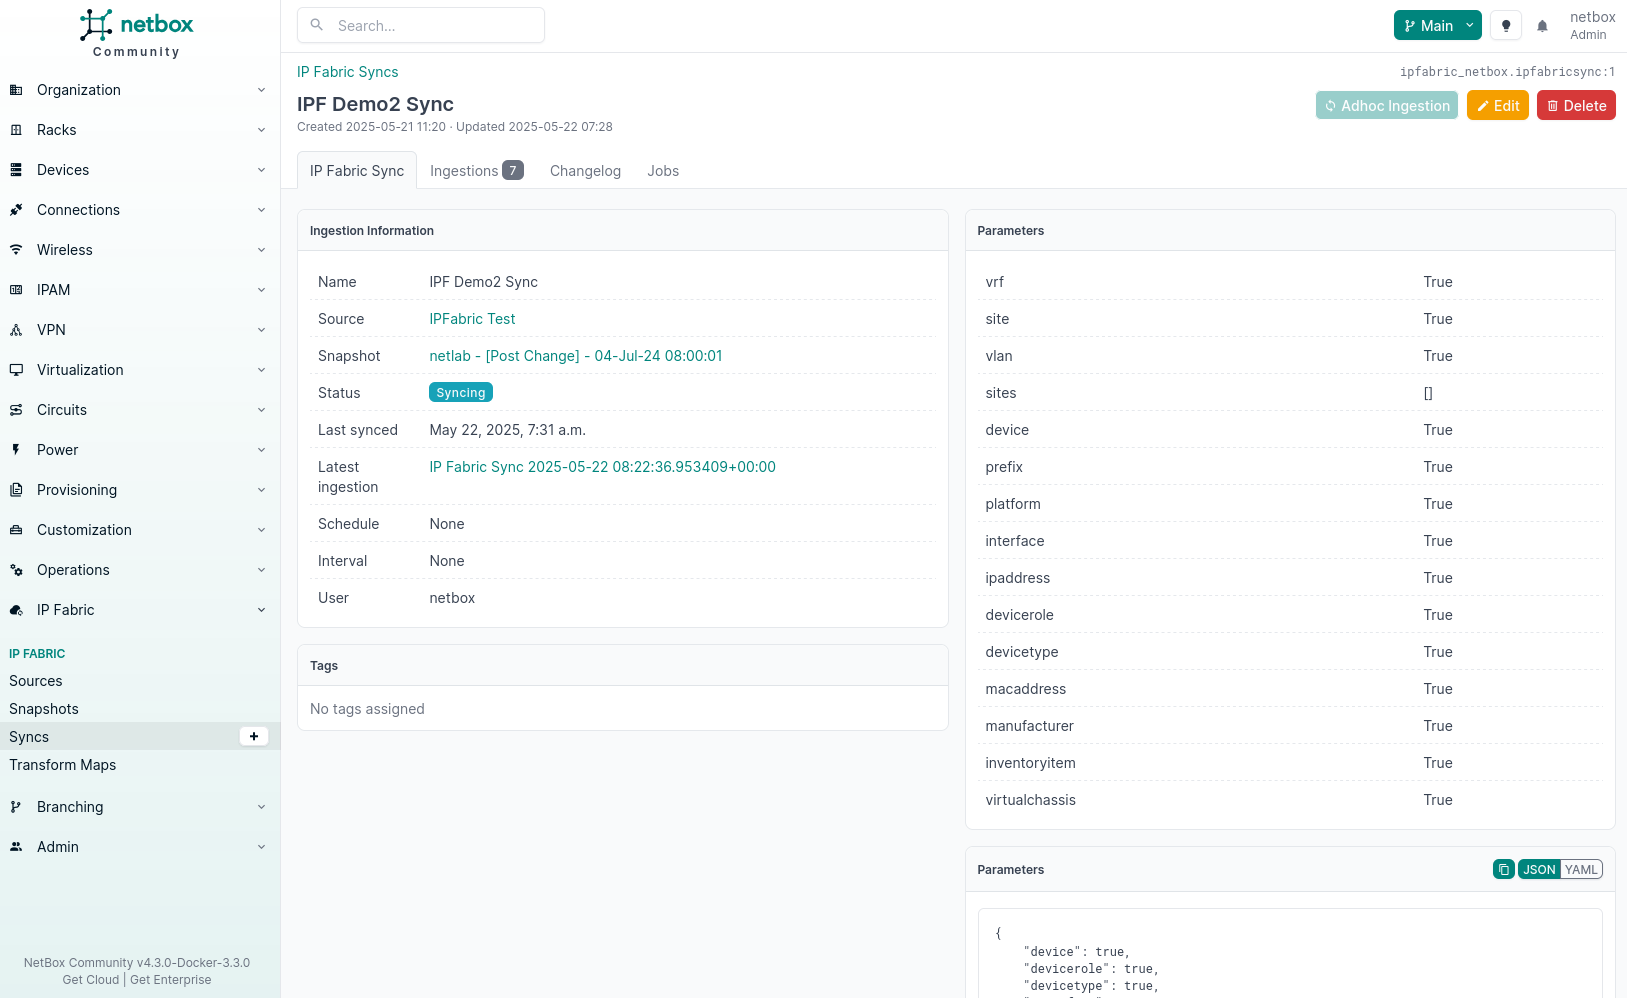 netbox
Community
Search...
Main
netbox
Admin
Organization
Racks
Devices
Connections
Wireless
IPAM
VPN
Virtualization
Circuits
Power
Provisioning
Customization
Operations
IP Fabric
IP FABRIC
Sources
Snapshots
Syncs
Transform Maps
Branching
Admin
NetBox Community v4.3.0-Docker-3.3.0
Get Cloud | Get Enterprise
IP Fabric Syncs
ipfabric_netbox.ipfabricsync:1
IPF Demo2 Sync
Created 2025-05-21 11:20 · Updated 2025-05-22 07:28
Adhoc Ingestion Edit Delete
IP Fabric Sync Ingestions 7 Changelog Jobs
Ingestion Information
Name IPF Demo2 Sync
Source IPFabric Test
Snapshot netlab - [Post Change] - 04-Jul-24 08:00:01
Status Syncing
Last synced May 22, 2025, 7:31 a.m.
Latest IP Fabric Sync 2025-05-22 08:22:36.953409+00:00
ingestion
Schedule None
Interval None
User netbox
Tags
No tags assigned
Parameters
vrf True
site True
vlan True
sites []
device True
prefix True
platform True
interface True
ipaddress True
devicerole True
devicetype True
macaddress True
manufacturer True
inventoryitem True
virtualchassis True
Parameters JSON YAML
{
"device": true,
"devicerole": true,
"devicetype": true,